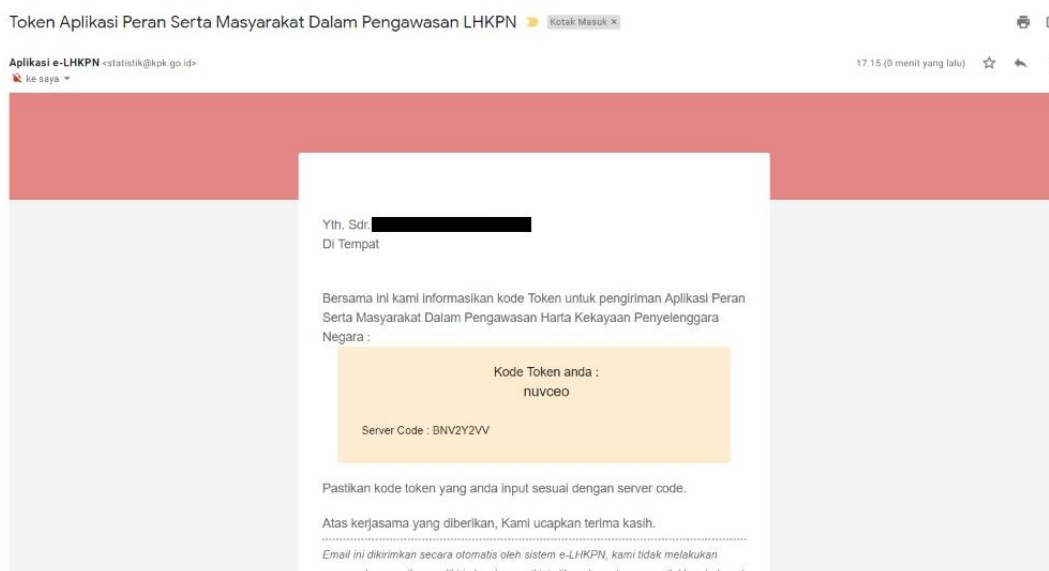 Token Aplikasi Peran Serta Masyarakat Dalam Pengawasan LHKPN Kotak Masuk ×
Aplikasi e-LHKPN <statistik@kpk.go.id> 17.15 (0 menit yang lalu)
ke saya
Yth. Sdr.
Di Tempat
Bersama ini kami informasikan kode Token untuk pengiriman Aplikasi Peran
Serta Masyarakat Dalam Pengawasan Harta Kekayaan Penyelenggara
Negara :
Kode Token anda :
nuvceo
Server Code : BNV2Y2VV
Pastikan kode token yang anda input sesuai dengan server code.
Atas kerjasama yang diberikan, Kami ucapkan terima kasih.
Email ini dikirimkan secara otomatis oleh sistem e-LHKPN, kami tidak melakukan